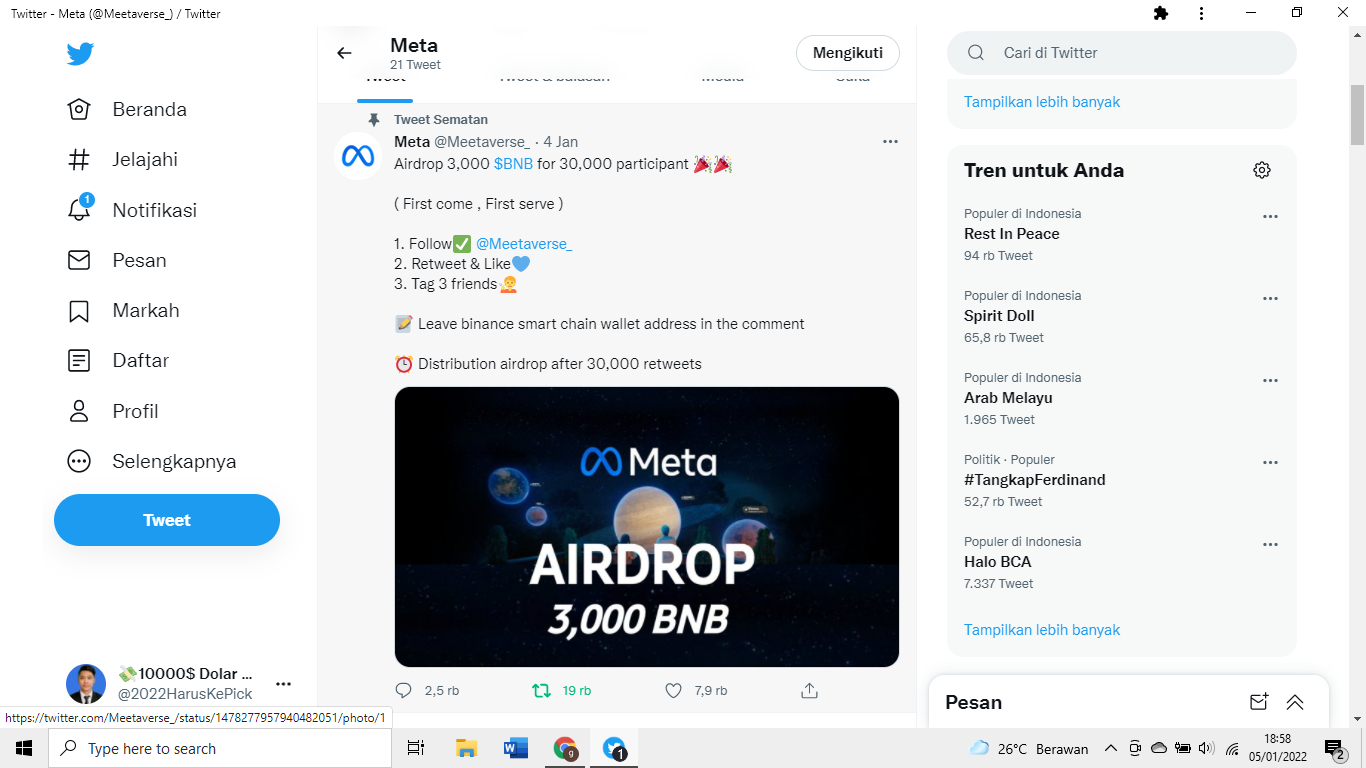 Twitter - Meta (@Meetaverse_) / Twitter
Meta
21 Tweet
Mengikuti
Cari di Twitter
Tweet
Tweet & balasan
Media
Suka
Beranda
Jelajahi
1
Notifikasi
Pesan
Markah
Daftar
Profil
Selengkapnya
Tweet
💸10000$ Dolar ...
@2022HarusKePick
Tweet Sematan
Meta @Meetaverse_ · 4 Jan
Airdrop 3,000 $BNB for 30,000 participant 🎉🎉
( First come , First serve )
1. Follow✅ @Meetaverse_
2. Retweet & Like💙
3. Tag 3 friends🙋
📝 Leave binance smart chain wallet address in the comment
⏰ Distribution airdrop after 30,000 retweets
Meta
AIRDROP
3,000 BNB
2,5 rb
19 rb
7,9 rb
Tampilkan lebih banyak
Tren untuk Anda
Populer di Indonesia
Rest In Peace
94 rb Tweet
Populer di Indonesia
Spirit Doll
65,8 rb Tweet
Populer di Indonesia
Arab Melayu
1.965 Tweet
Politik · Populer
#TangkapFerdinand
52,7 rb Tweet
Populer di Indonesia
Halo BCA
7.337 Tweet
Tampilkan lebih banyak
Pesan
https://twitter.com/Meetaverse_/status/1478277957940482051/photo/1
Type here to search
W
g
1
26°C Berawan
18:58
05/01/2022
2